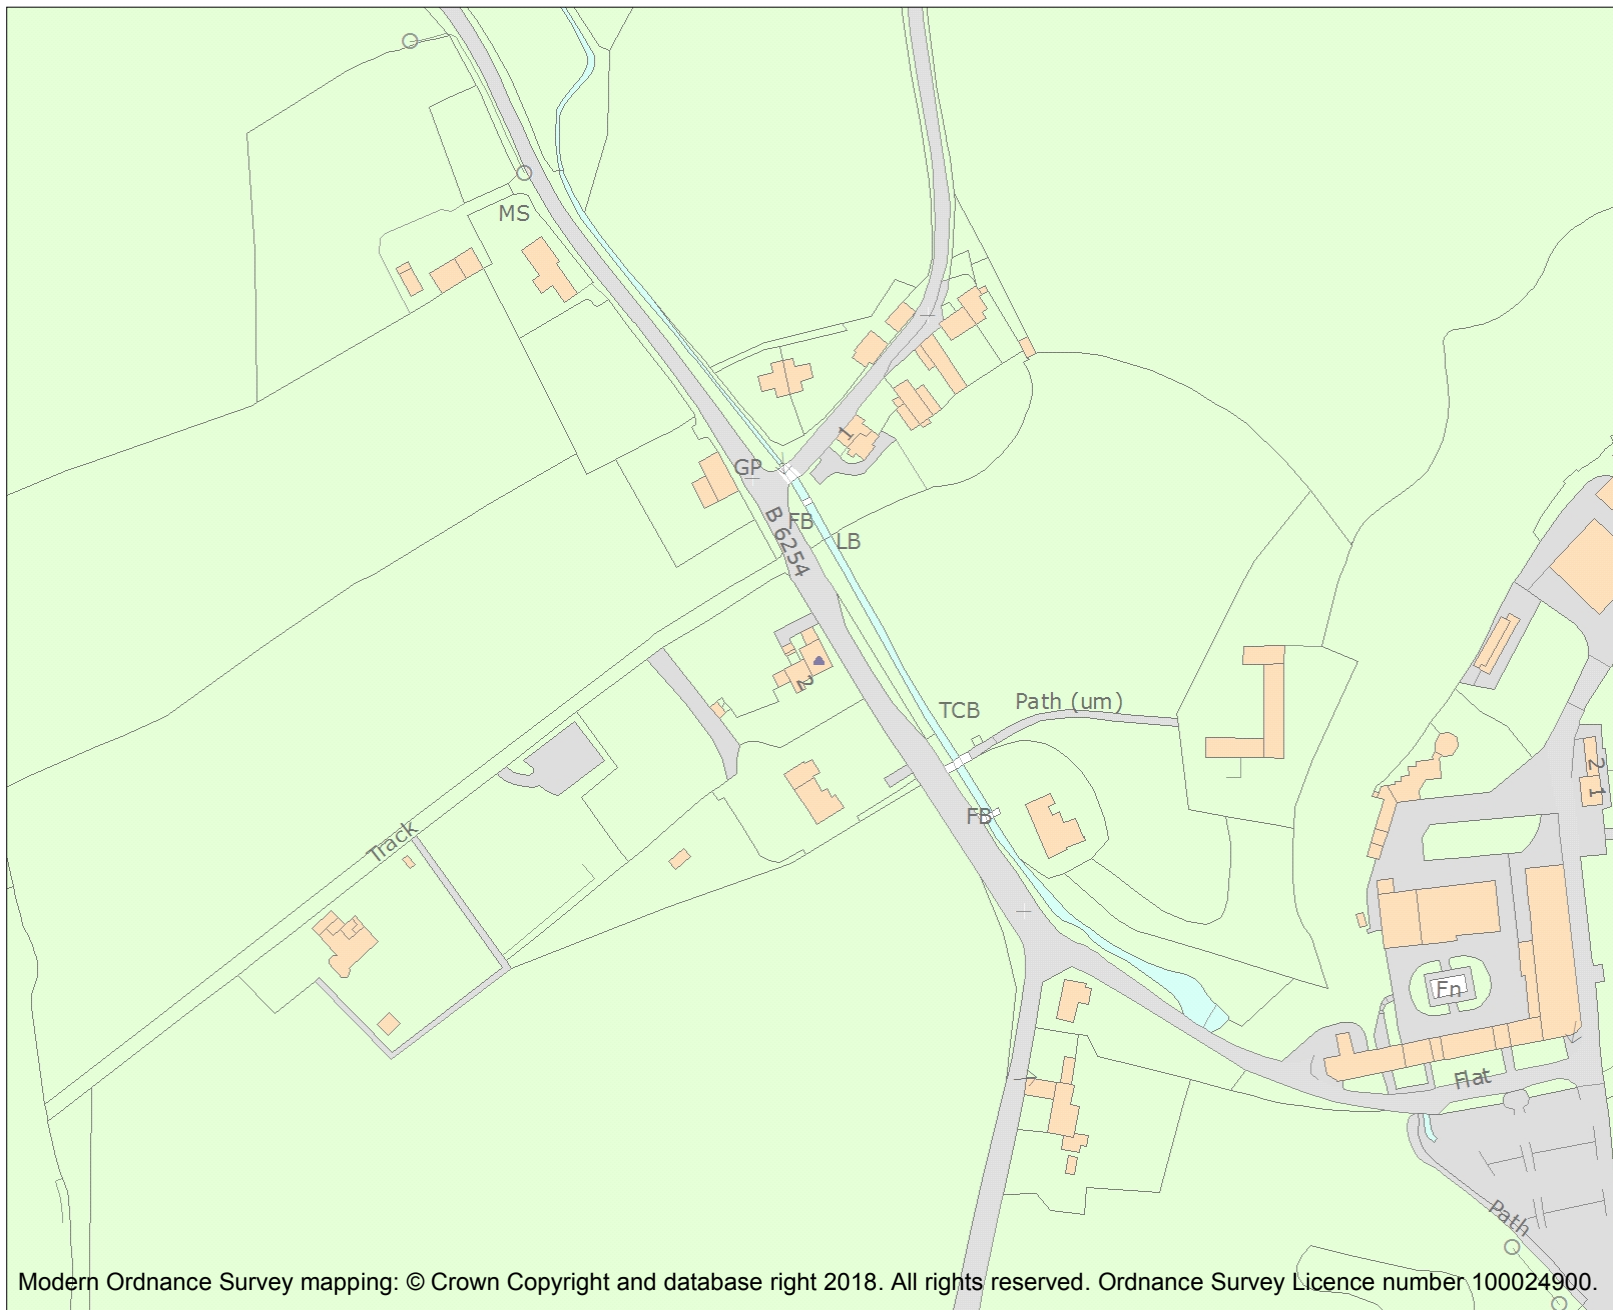 MS
1
GP
FB
B 6254
LB
2
TCB
Path (um)
FB
2
1
Track
Fn
Flat
Path
Modern Ordnance Survey mapping: © Crown Copyright and database right 2018. All rights reserved. Ordnance Survey Licence number 100024900.